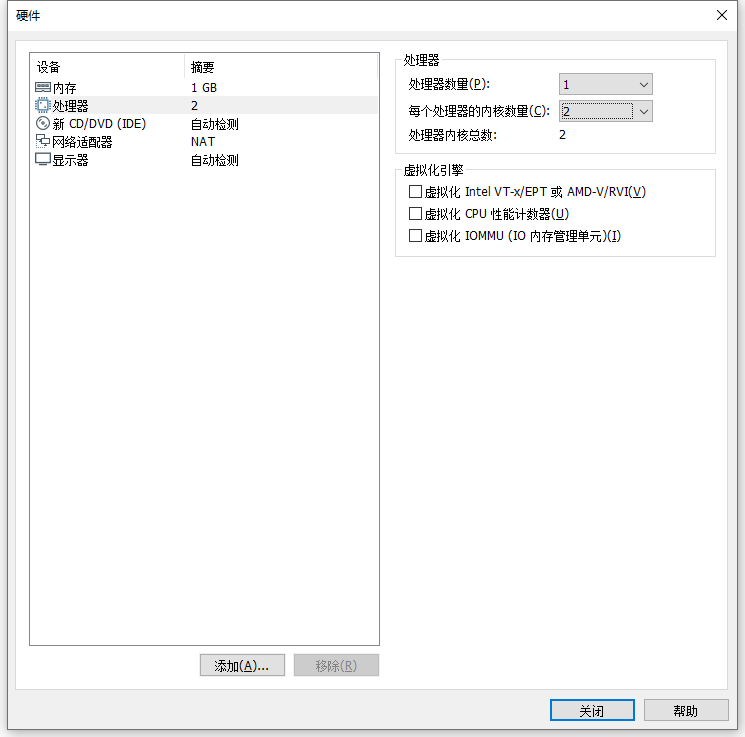 硬件
设备 摘要
内存 1 GB
处理器 2
新 CD/DVD (IDE) 自动检测
网络适配器 NAT
显示器 自动检测
处理器
处理器数量(P): 1
每个处理器的内核数量(C): 2
处理器内核总数: 2
虚拟化引擎
虚拟化 Intel VT-x/EPT 或 AMD-V/RVI(V)
虚拟化 CPU 性能计数器(U)
虚拟化 IOMMU (IO 内存管理单元)(I)
添加(A)... 移除(R)
关闭 帮助